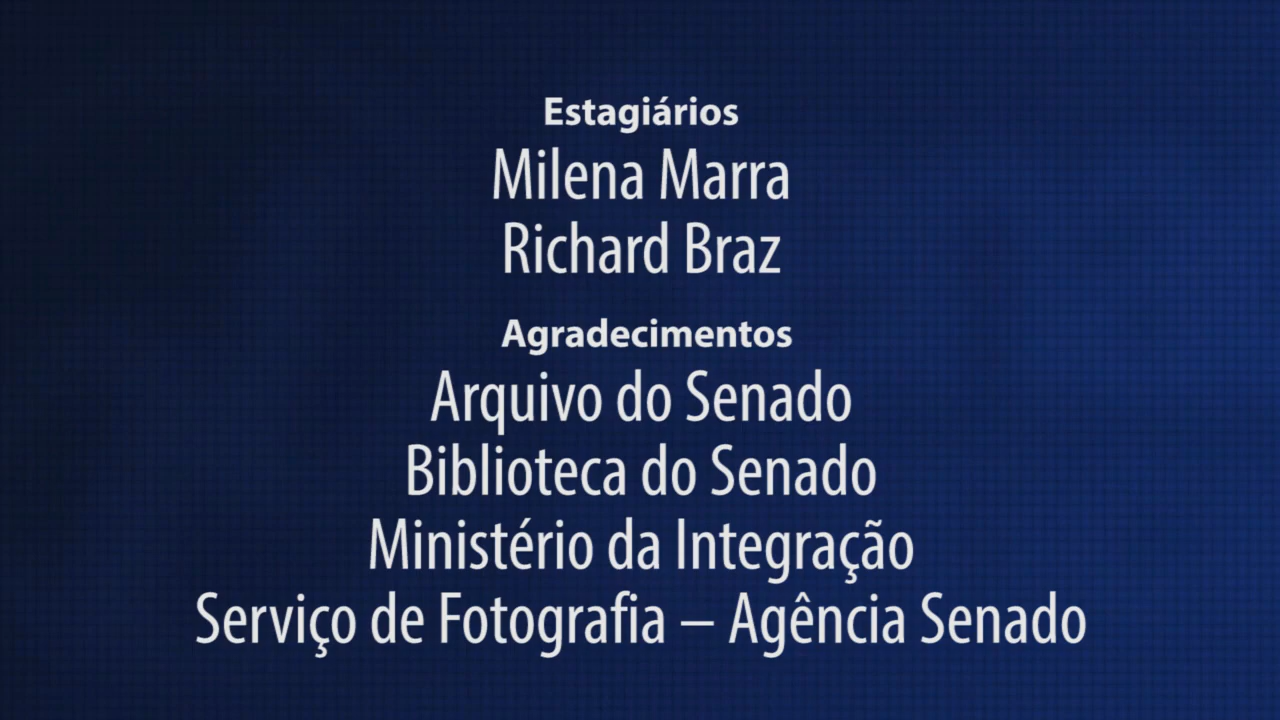 Estagiários
Milena Marra
Richard Braz
Agradecimentos
Arquivo do Senado
Biblioteca do Senado
Ministério da Integração
Serviço de Fotografia – Agência Senado